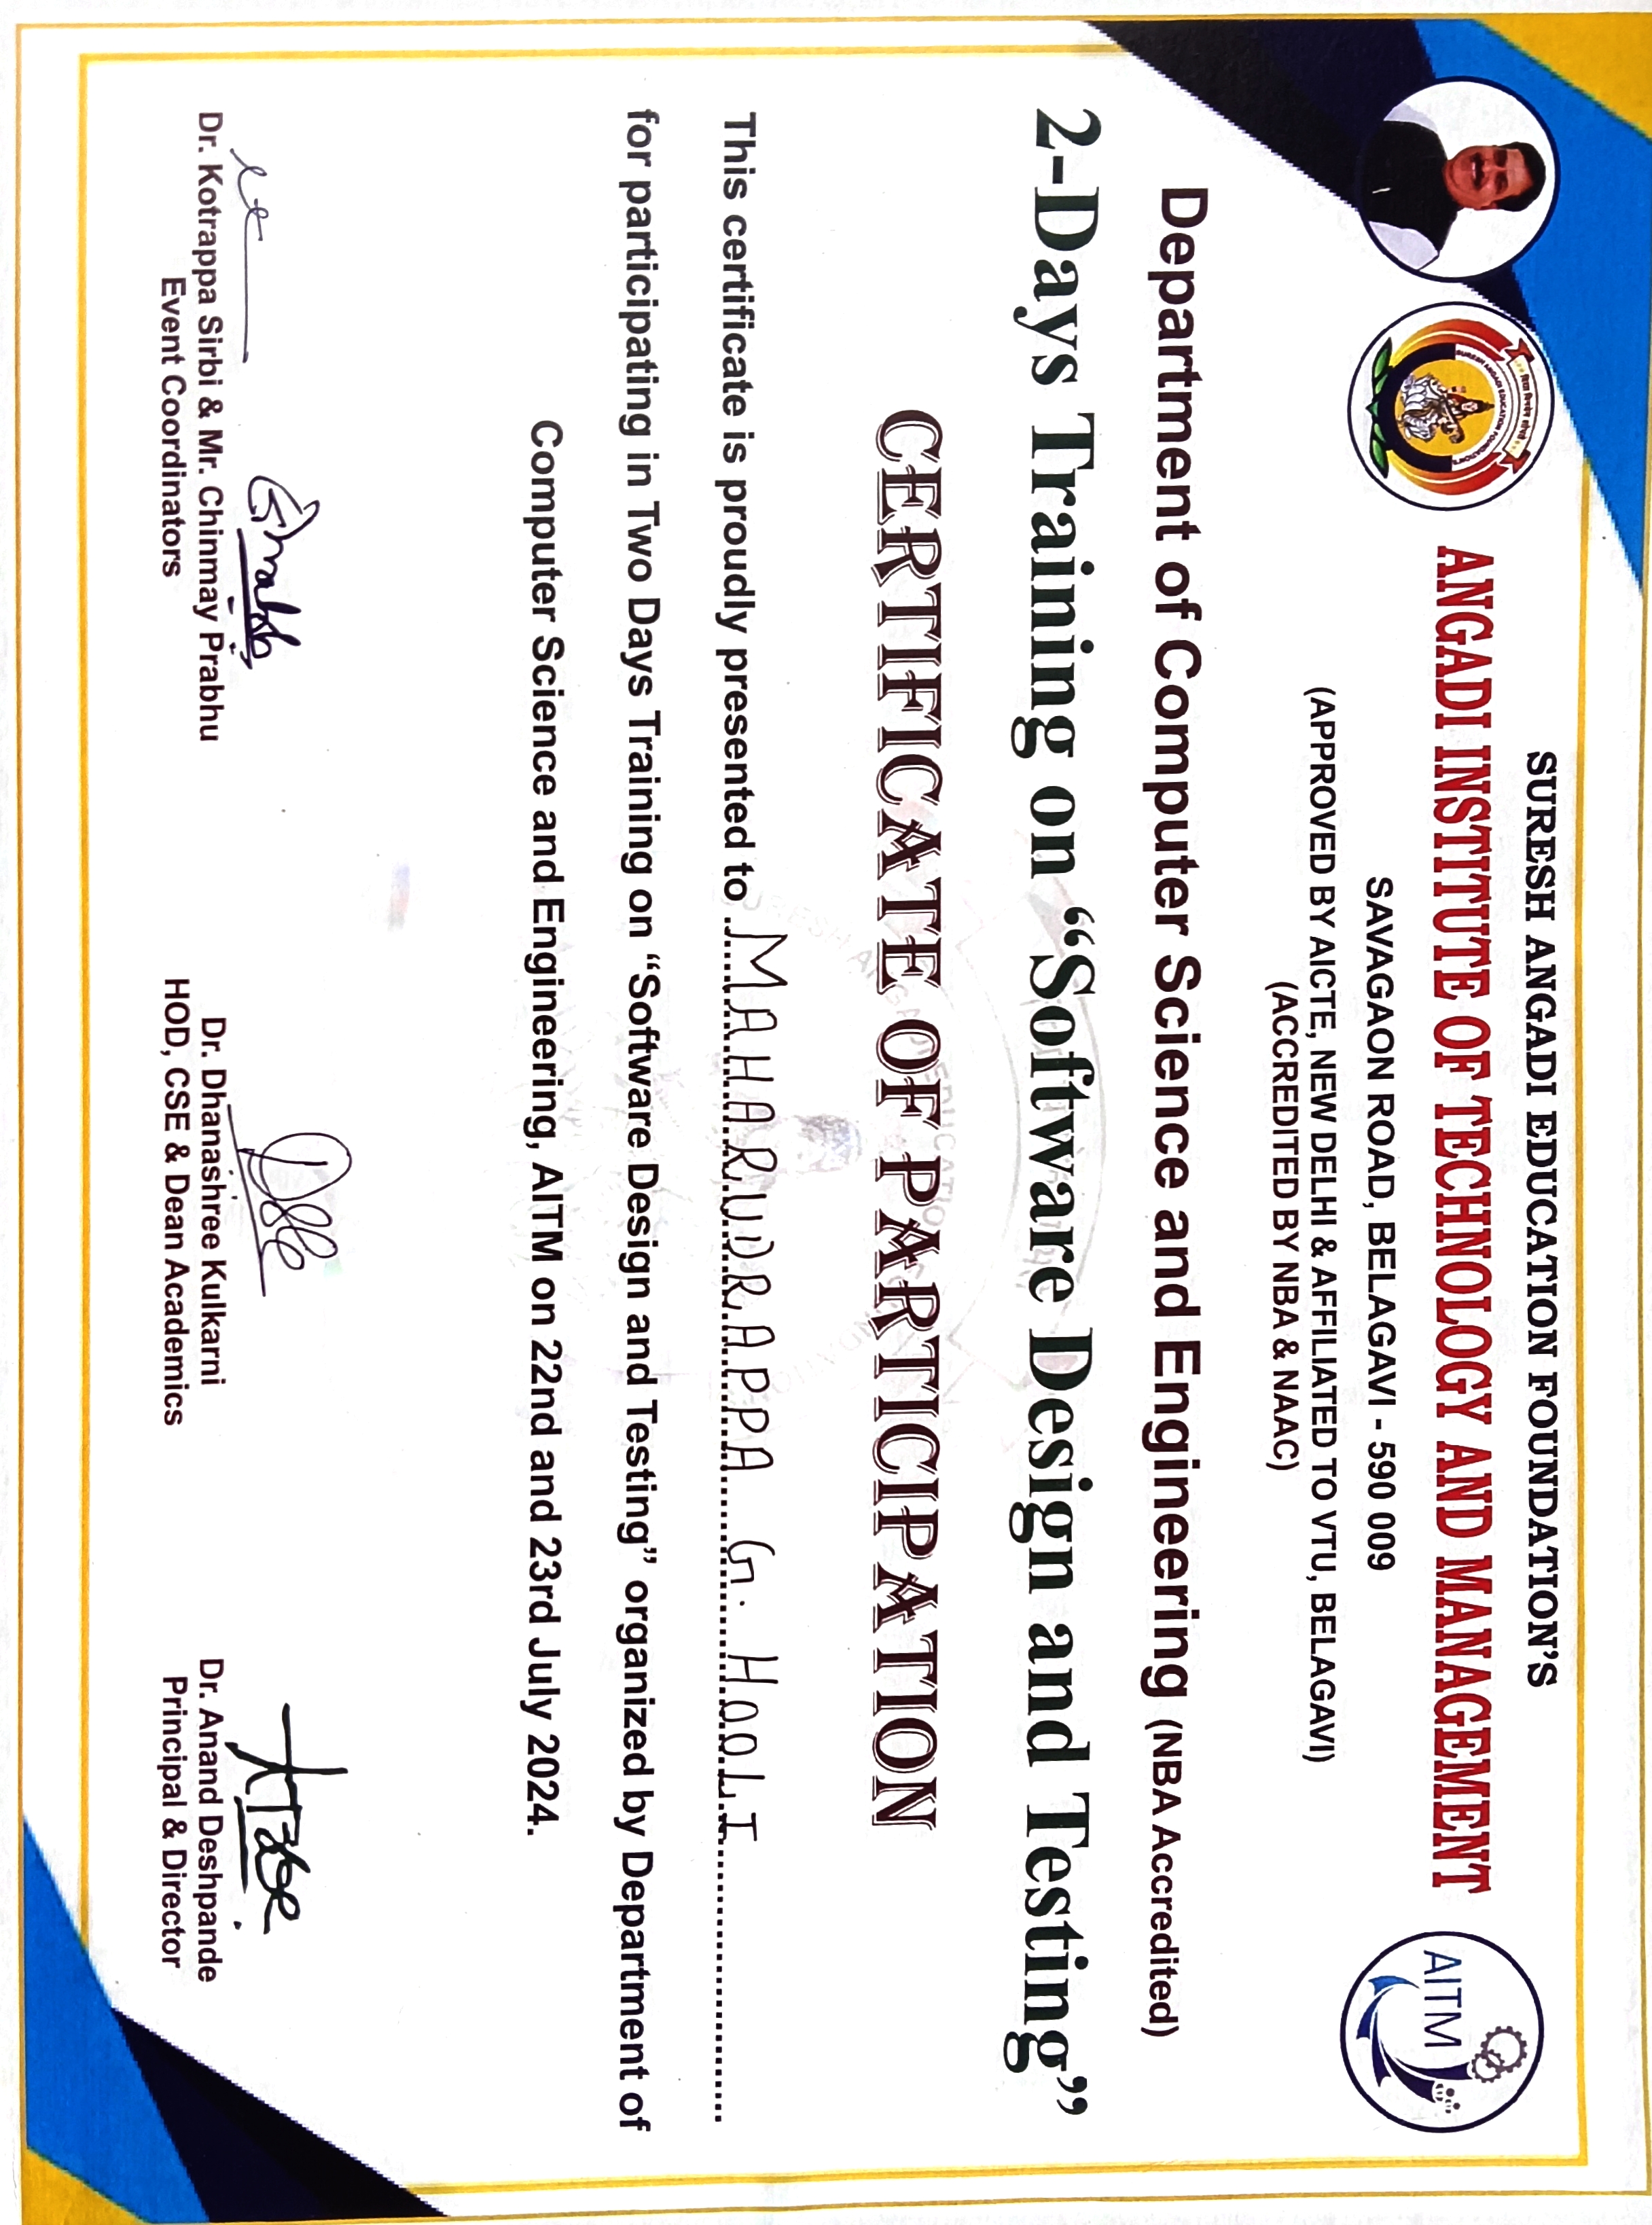 SURESH ANGADI EDUCATION FOUNDATION'S
ANGADI INSTITUTE OF TECHNOLOGY AND MANAGEMENT
SAVAGAON ROAD, BELAGAVI - 590 009
(APPROVED BY AICTE, NEW DELHI & AFFILIATED TO VTU, BELAGAVI)
(ACCREDITED BY NBA & NAAC)
AITM
Department of Computer Science and Engineering (NBA Accredited)
2-Days Training on “Software Design and Testing”
CERTIFICATE OF PARTICIPATION
This certificate is proudly presented to MAHARUDRAPPA G. HOOLI
for participating in Two Days Training on “Software Design and Testing” organized by Department of
Computer Science and Engineering, AITM on 22nd and 23rd July 2024.
Dr. Kotrappa Sirbi & Mr. Chinmay Prabhu
Event Coordinators
Dr. Dhanashree Kulkarni
HOD, CSE & Dean Academics
Dr. Anand Deshpande
Principal & Director